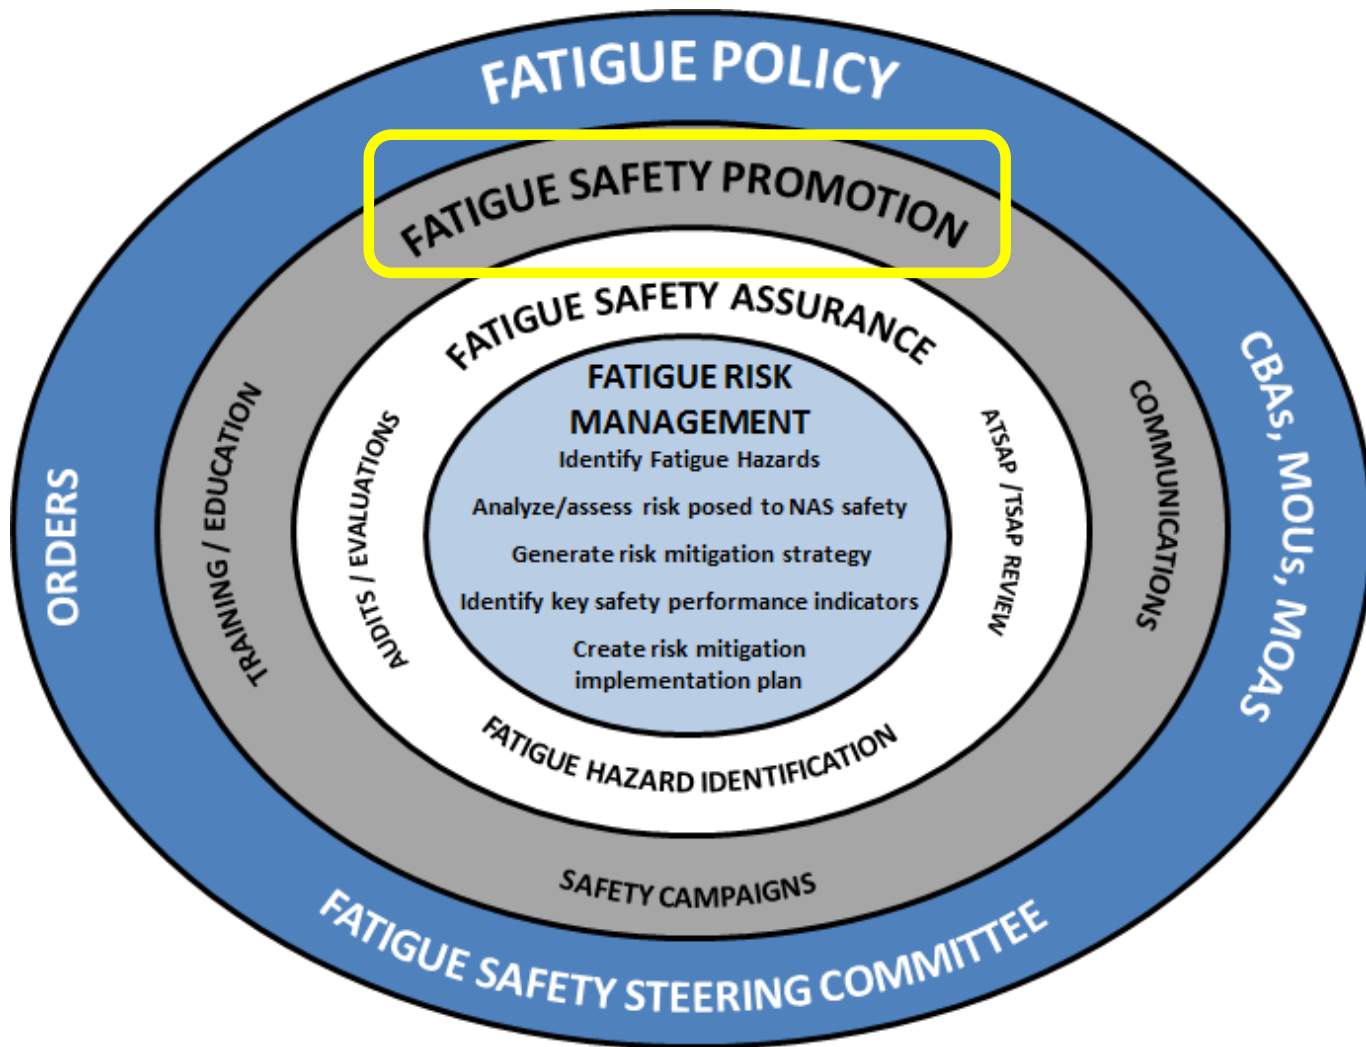 FATIGUE POLICY
FATIGUE SAFETY PROMOTION
FATIGUE SAFETY ASSURANCE
FATIGUE RISK
MANAGEMENT
Identify Fatigue Hazards
Analyze/assess risk posed to NAS safety
Generate risk mitigation strategy
Identify key safety performance indicators
Create risk mitigation
implementation plan
ORDERS
TRAINING / EDUCATION
AUDITS / EVALUATIONS
ATSAP /TSAP REVIEW
COMMUNICATIONS
CBAs, MOUs, MOAS
FATIGUE HAZARD IDENTIFICATION
SAFETY CAMPAIGNS
FATIGUE SAFETY STEERING COMMITTEE